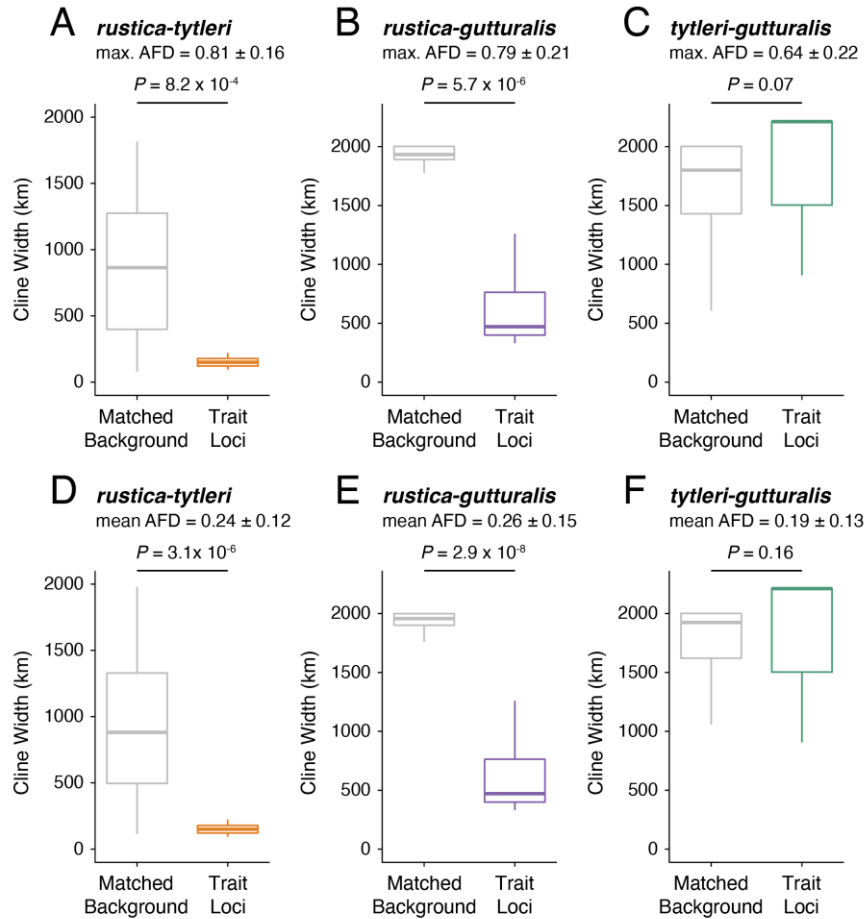 A rustica-tytleri
max. AFD = 0.81 ± 0.16
P = 8.2 x 10-4
Cline Width (km)
2000
1500
1000
500
0
Matched Background
Trait Loci
B rustica-gutturalis
max. AFD = 0.79 ± 0.21
P = 5.7 x 10-6
Cline Width (km)
2000
1500
1000
500
0
Matched Background
Trait Loci
C tytleri-gutturalis
max. AFD = 0.64 ± 0.22
P = 0.07
Cline Width (km)
2000
1500
1000
500
0
Matched Background
Trait Loci
D rustica-tytleri
mean AFD = 0.24 ± 0.12
P = 3.1x 10-6
Cline Width (km)
2000
1500
1000
500
0
Matched Background
Trait Loci
E rustica-gutturalis
mean AFD = 0.26 ± 0.15
P = 2.9 x 10-8
Cline Width (km)
2000
1500
1000
500
0
Matched Background
Trait Loci
F tytleri-gutturalis
mean AFD = 0.19 ± 0.13
P = 0.16
Cline Width (km)
2000
1500
1000
500
0
Matched Background
Trait Loci